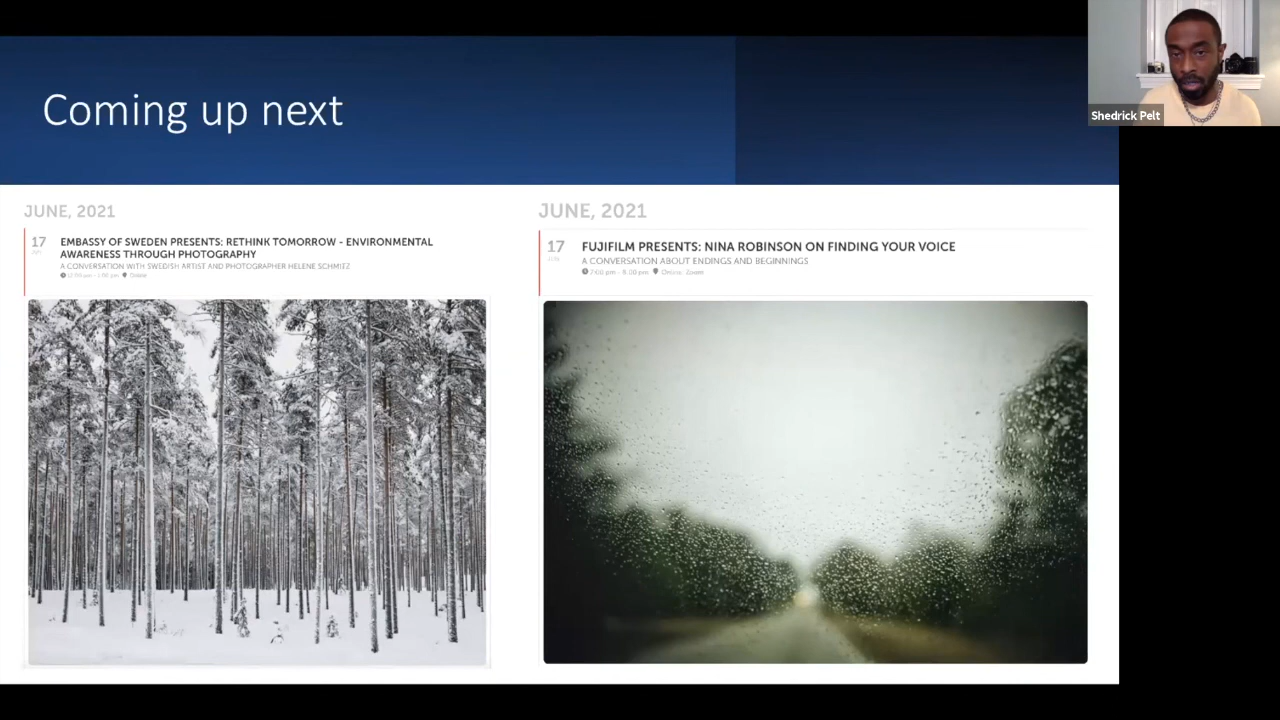 Coming up next
Shedrick Pelt
JUNE, 2021
17
EMBASSY OF SWEDEN PRESENTS: RETHINK TOMORROW - ENVIRONMENTAL
AWARENESS THROUGH PHOTOGRAPHY
A CONVERSATION WITH SWEDISH ARTIST AND PHOTOGRAPHER HELENE SCHMITZ
Online
JUNE, 2021
17
FUJIFILM PRESENTS: NINA ROBINSON ON FINDING YOUR VOICE
JUN
A CONVERSATION ABOUT ENDINGS AND BEGINNINGS
7:00 pm - 8:00 pm Online: Zoom